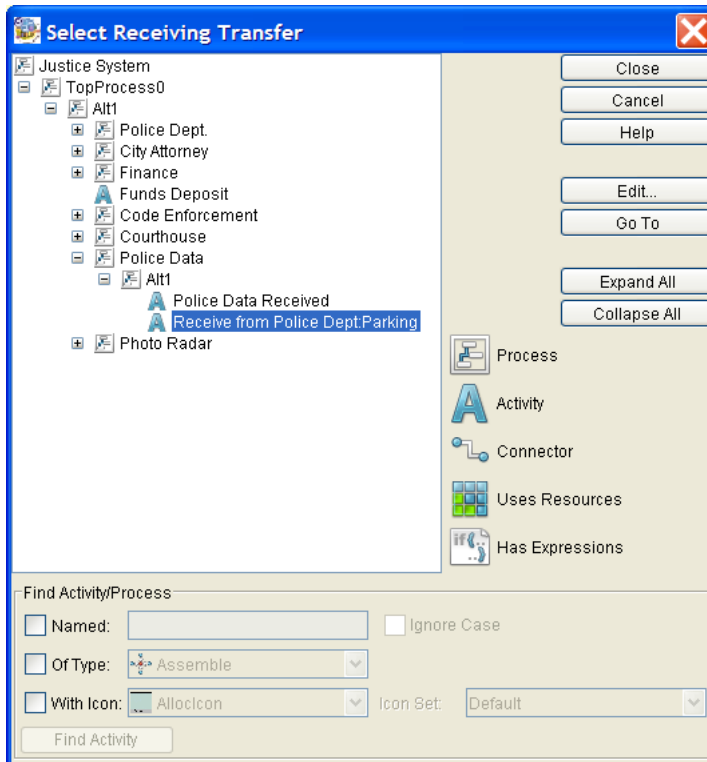 Select Receiving Transfer
Justice System
TopProcess0
Alt1
Police Dept.
City Attorney
Finance
Funds Deposit
Code Enforcement
Courthouse
Police Data
Alt1
Police Data Received
Receive from Police Dept:Parking
Photo Radar
Close
Cancel
Help
Edit...
Go To
Expand All
Collapse All
Process
Activity
Connector
Uses Resources
if(.. ..)
Has Expressions
Find Activity/Process
Named:
Ignore Case
Of Type: Assemble
With Icon: AllocIcon Icon Set: Default
Find Activity